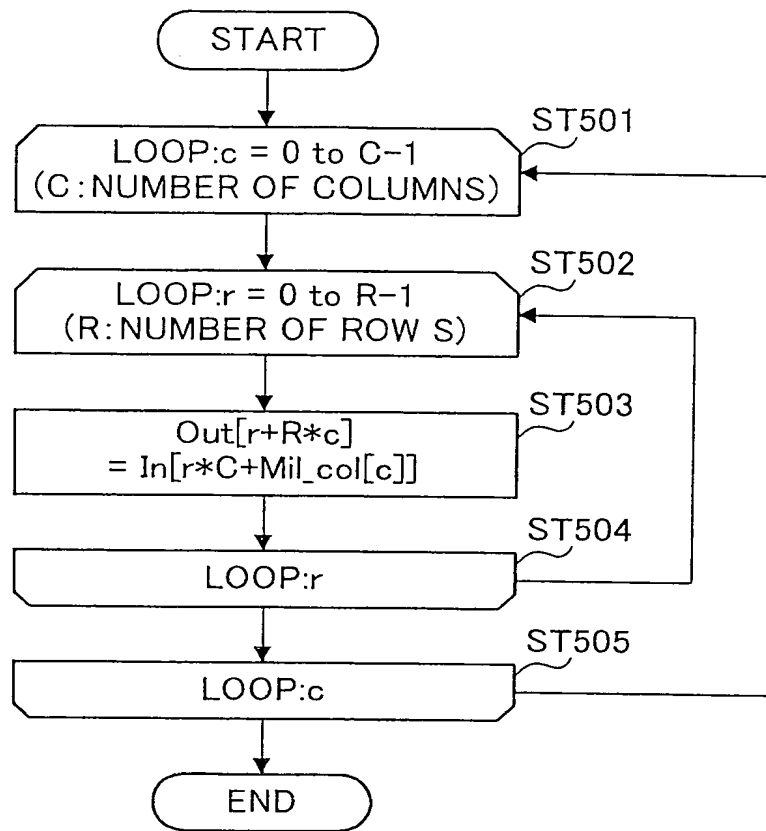 START
ST501
LOOP:c = 0 to C-1
(C:NUMBER OF COLUMNS)
ST502
LOOP:r = 0 to R-1
(R:NUMBER OF ROW S)
ST503
Out[r+R*c]
= In[r*C+Mil_col[c]]
ST504
LOOP:r
ST505
LOOP:c
END